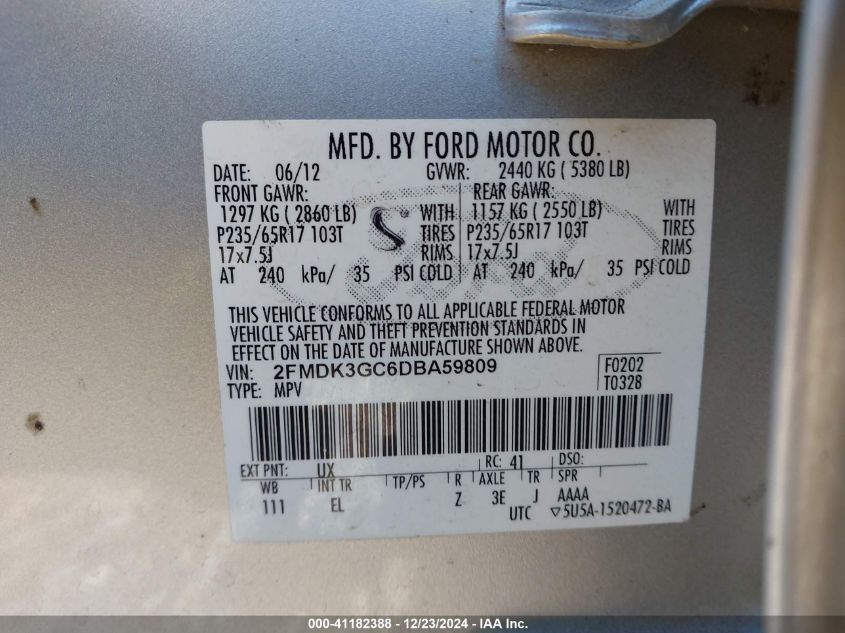 MFD. BY FORD MOTOR CO.
DATE: 06/12 GVWR: 2440 KG ( 5380 LB)
FRONT GAWR: REAR GAWR:
1297 KG ( 2860 LB) WITH 1157 KG ( 2550 LB) WITH
P235/65R17 103T TIRES P235/65R17 103T TIRES
17x7.5J RIMS 17x7.5J RIMS
AT 240 kPa/ 35 PSI COLD AT 240 kPa/ 35 PSI COLD
THIS VEHICLE CONFORMS TO ALL APPLICABLE FEDERAL MOTOR
VEHICLE SAFETY AND THEFT PREVENTION STANDARDS IN
EFFECT ON THE DATE OF MANUFACTURE SHOWN ABOVE.
VIN: 2FMDK3GC6DBA59809 F0202
TYPE: MPV T0328
EXT PNT: UX RC: 41 DSO:
WB INT TR TP/PS R AXLE TR SPR
111 EL Z 3E J AAAA
UTC ▽5U5A-1520472-BA
000-41182388 - 12/23/2024 - IAA Inc.